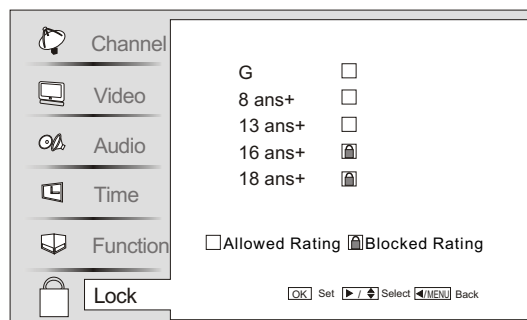 Channel
Video
Audio
Time
Function
Lock
G
8 ans+
13 ans+
16 ans+
18 ans+
Allowed Rating Blocked Rating
OK Set / Select /MENU Back